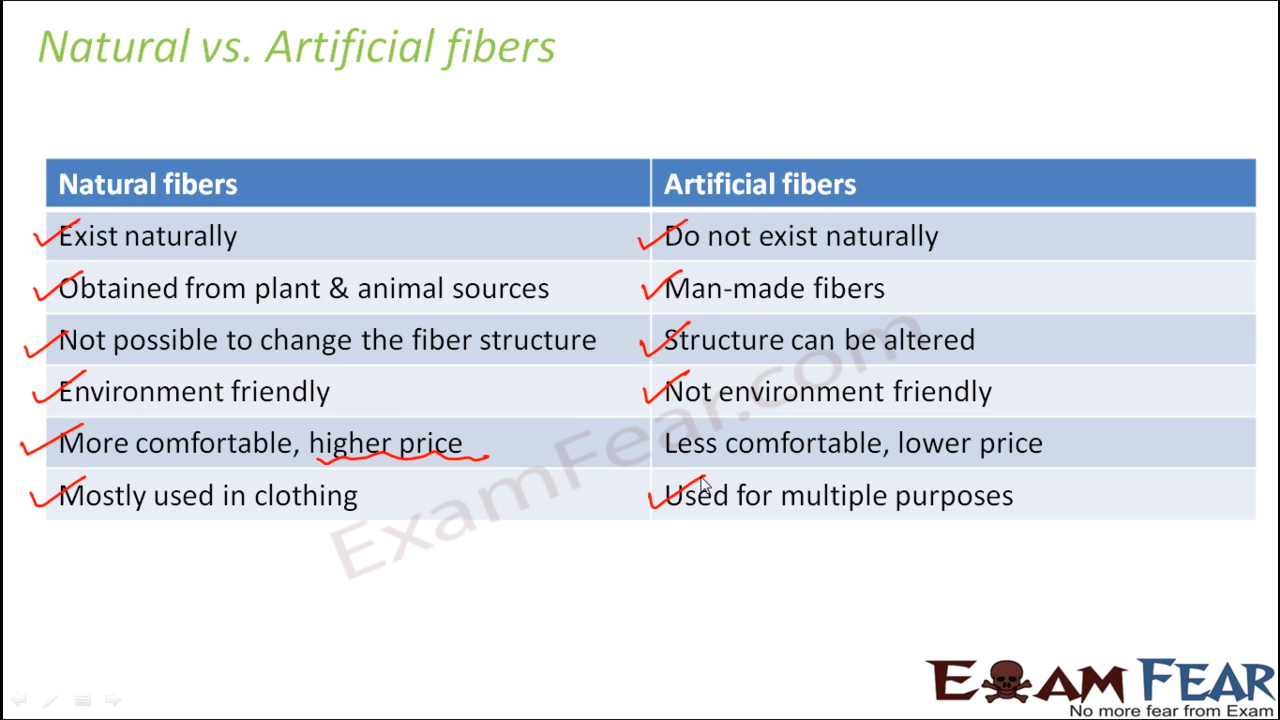 Natural vs. Artificial fibers
Natural fibers Artificial fibers
Exist naturally Do not exist naturally
Obtained from plant & animal sources Man-made fibers
Not possible to change the fiber structure Structure can be altered
Environment friendly Not environment friendly
More comfortable, higher price Less comfortable, lower price
Mostly used in clothing Used for multiple purposes
ExamFear.com
EXAM FEAR
No more fear from Exam